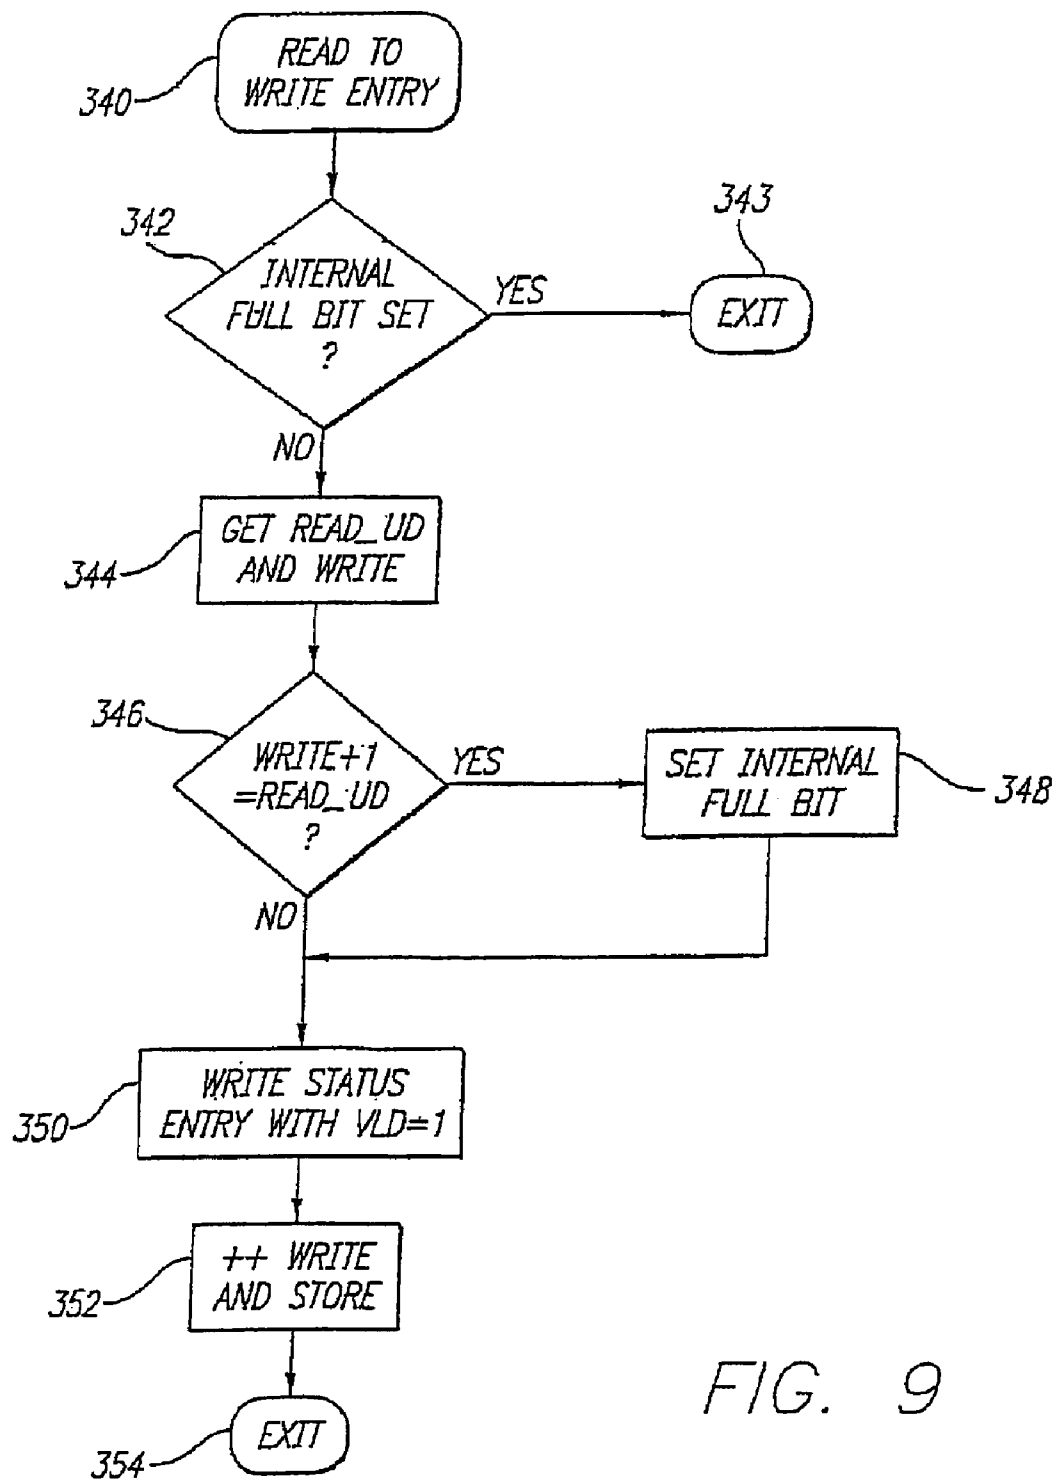 READ TO
WRITE ENTRY
340
342
INTERNAL
FULL BIT SET
?
YES
343
EXIT
NO
GET READ_UD
AND WRITE
344
346
WRITE+1
=READ_UD
?
YES
SET INTERNAL
FULL BIT
348
NO
WRITE STATUS
ENTRY WITH VLD=1
350
++ WRITE
AND STORE
352
EXIT
354
FIG. 9